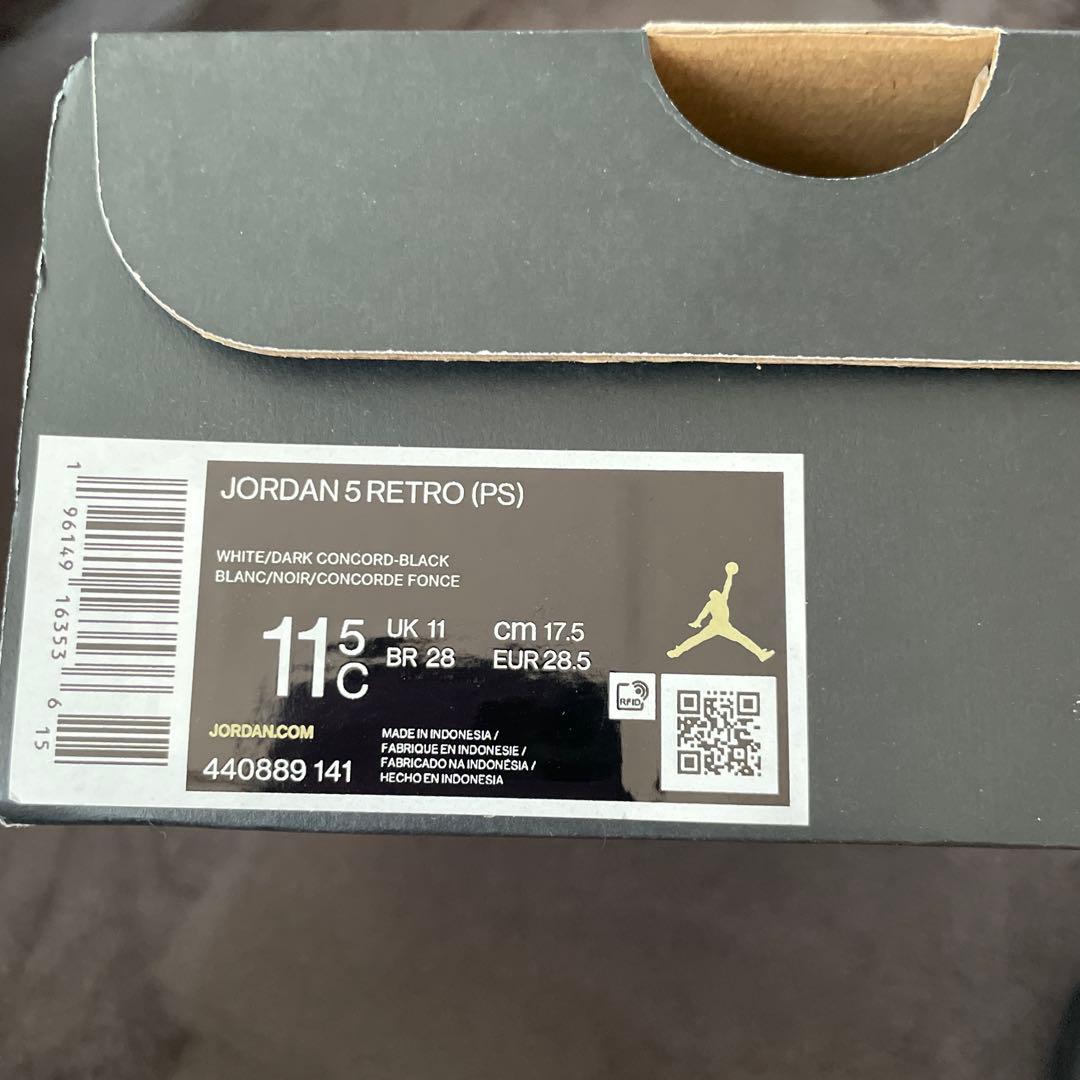 JORDAN 5 RETRO (PS)
WHITE/DARK CONCORD-BLACK
BLANC/NOIR/CONCORDE FONCE
11 5C
UK 11
BR 28
cm 17.5
EUR 28.5
RFID
JORDAN.COM
440889 141
MADE IN INDONESIA /
FABRIQUE EN INDONESIE /
FABRICADO NA INDONÉSIA /
HECHO EN INDONESIA
1 96149 16353 6 15